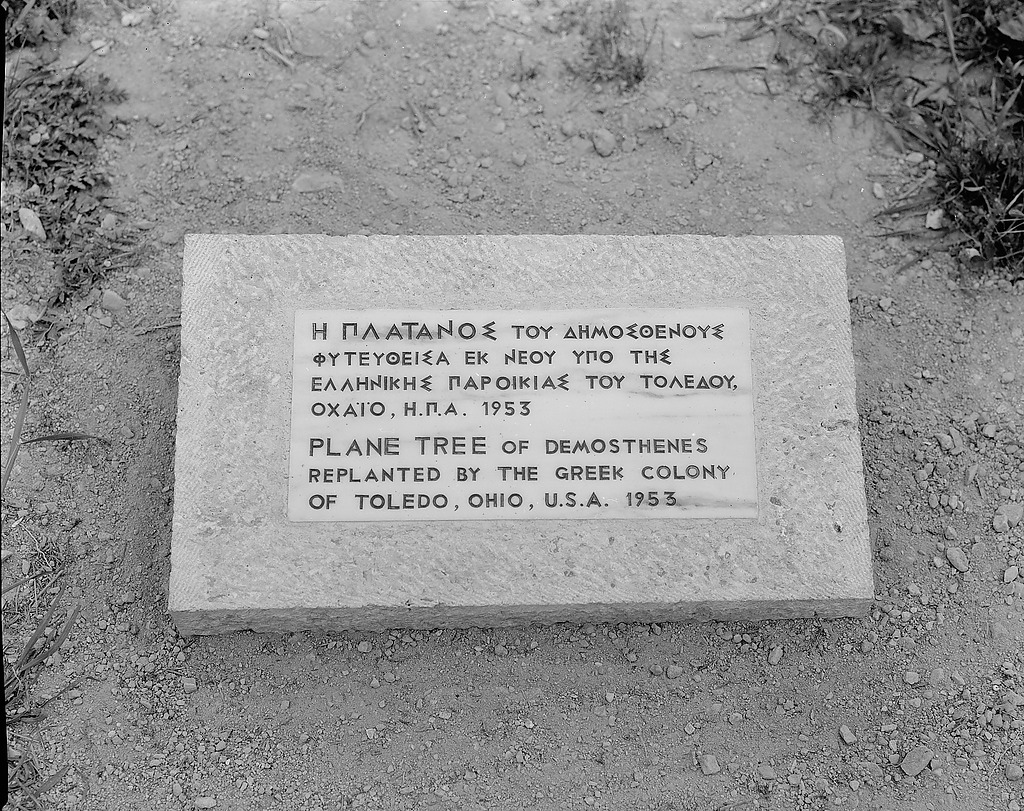 Η ΠΛΑΤΑΝΟΣ ΤΟΥ ΔΗΜΟΣΘΕΝΟΥΣ
ΦΥΤΕΥΘΕΙΣΑ ΕΚ ΝΕΟΥ ΥΠΟ ΤΗΣ
ΕΛΛΗΝΙΚΗΣ ΠΑΡΟΙΚΙΑΣ ΤΟΥ ΤΟΛΕΔΟΥ,
ΟΧΑΪΟ, Η.Π.Α. 1953
PLANE TREE OF DEMOSTHENES
REPLANTED BY THE GREEK COLONY
OF TOLEDO, OHIO, U.S.A. 1953